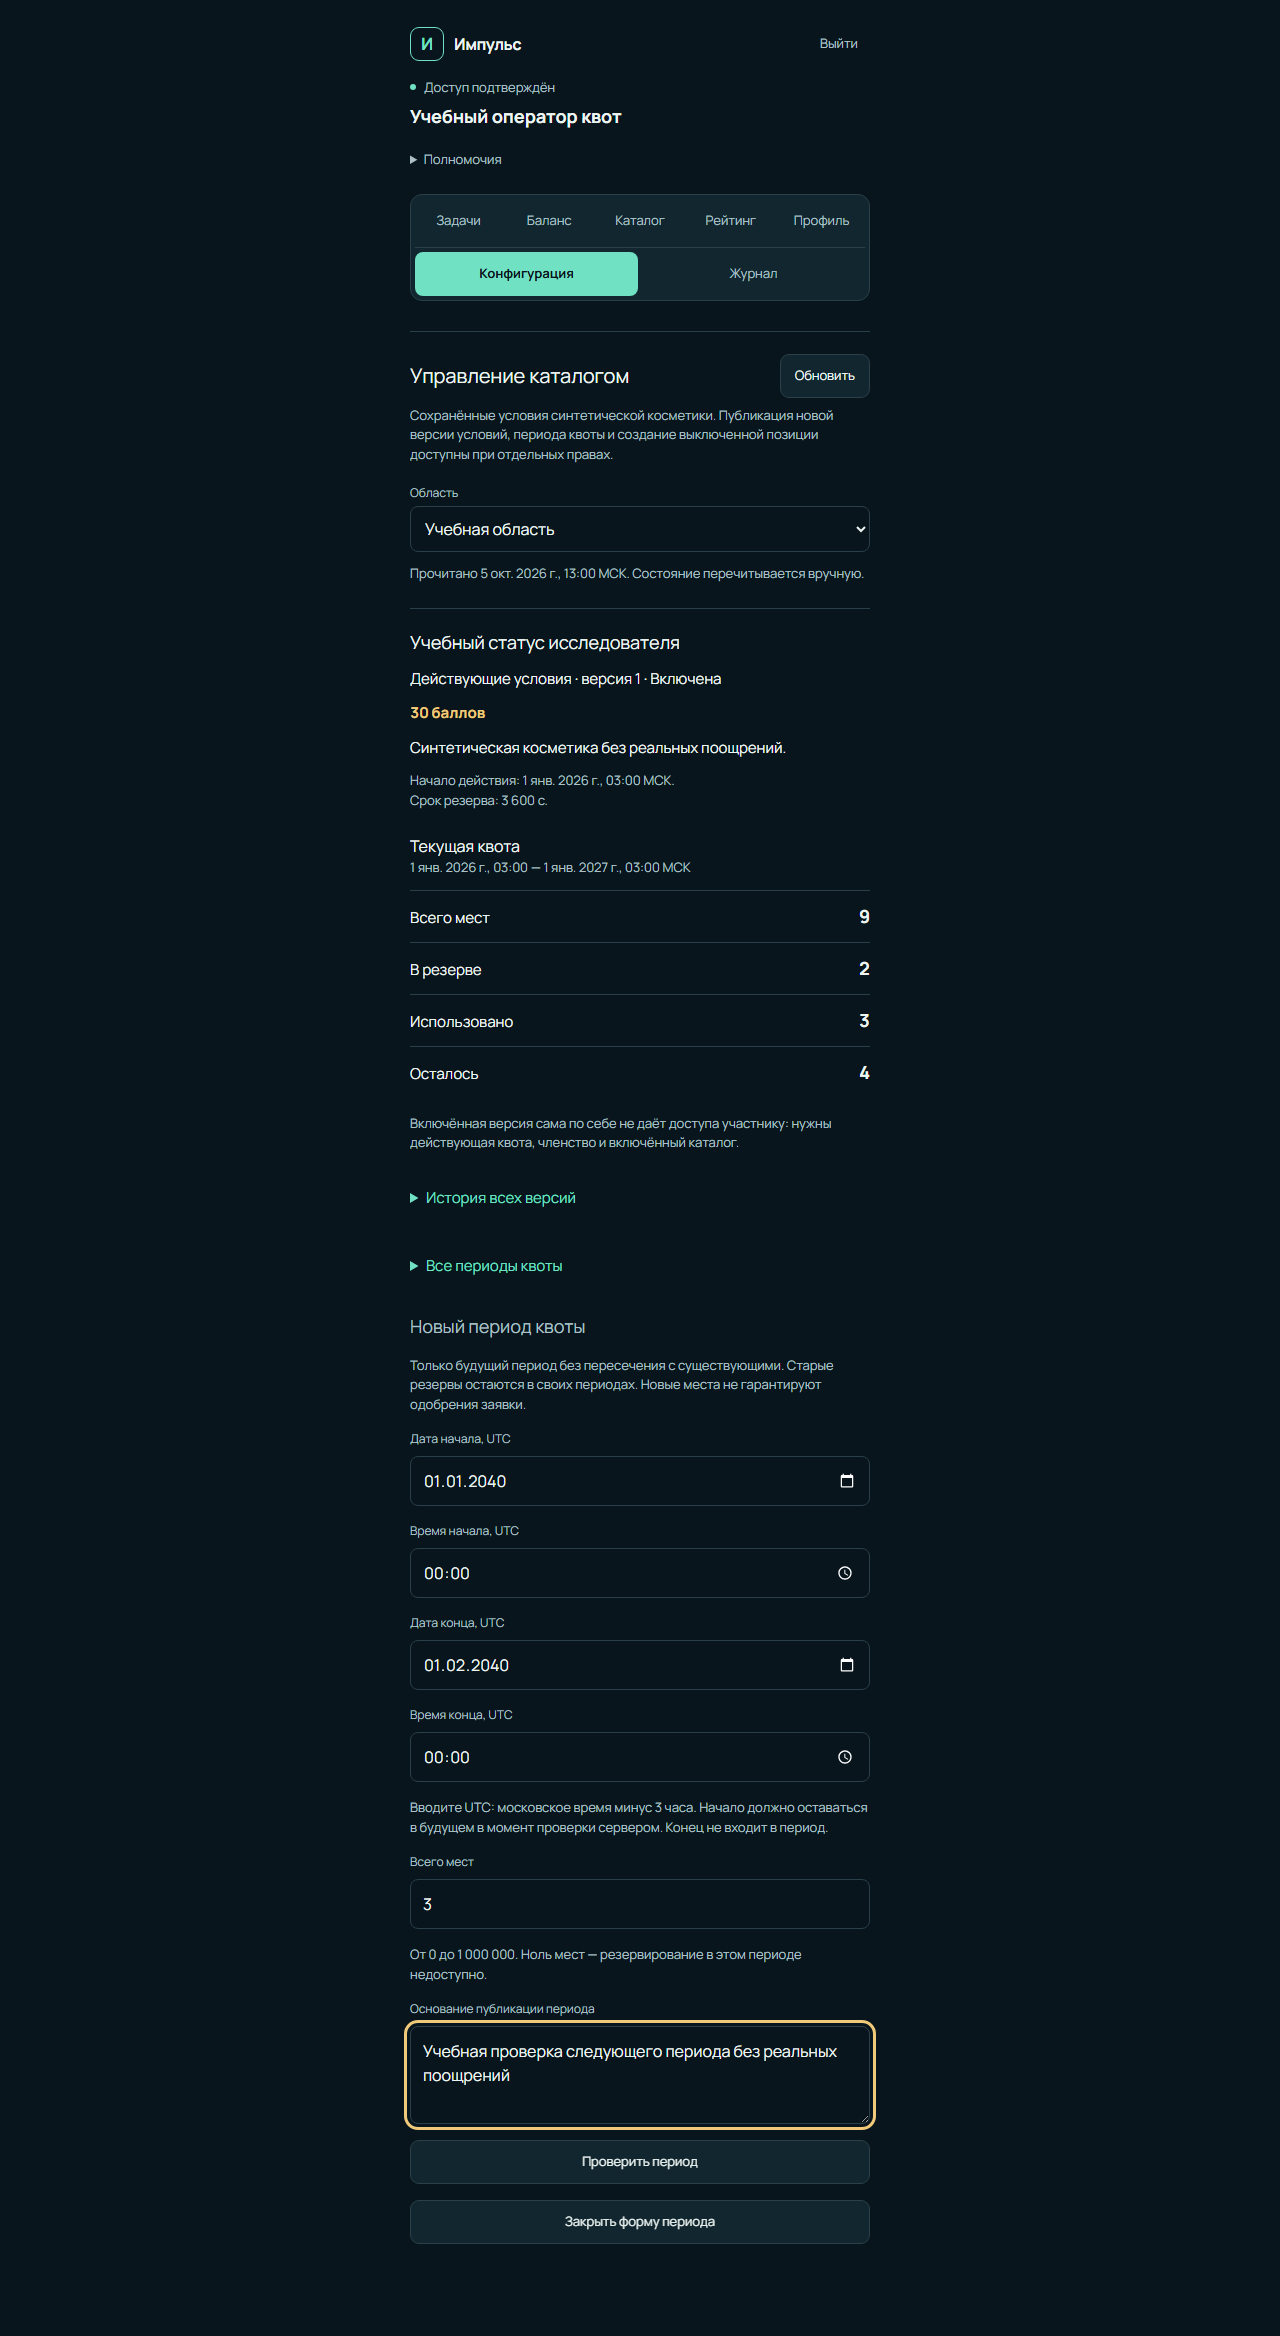 И Импульс Выйти
Доступ подтверждён
Учебный оператор квот
Полномочия
Задачи Баланс Каталог Рейтинг Профиль
Конфигурация Журнал
Управление каталогом Обновить
Сохранённые условия синтетической косметики. Публикация новой
версии условий, периода квоты и создание выключенной позиции
доступны при отдельных правах.
Область
Учебная область
Прочитано 5 окт. 2026 г., 13:00 МСК. Состояние перечитывается вручную.
Учебный статус исследователя
Действующие условия · версия 1 · Включена
30 баллов
Синтетическая косметика без реальных поощрений.
Начало действия: 1 янв. 2026 г., 03:00 МСК.
Срок резерва: 3 600 с.
Текущая квота
1 янв. 2026 г., 03:00 — 1 янв. 2027 г., 03:00 МСК
Всего мест 9
В резерве 2
Использовано 3
Осталось 4
Включённая версия сама по себе не даёт доступа участнику: нужны
действующая квота, членство и включённый каталог.
История всех версий
Все периоды квоты
Новый период квоты
Только будущий период без пересечения с существующими. Старые
резервы остаются в своих периодах. Новые места не гарантируют
одобрения заявки.
Дата начала, UTC
01.01.2040
Время начала, UTC
00:00
Дата конца, UTC
01.02.2040
Время конца, UTC
00:00
Вводите UTC: московское время минус 3 часа. Начало должно оставаться
в будущем в момент проверки сервером. Конец не входит в период.
Всего мест
3
От 0 до 1 000 000. Ноль мест — резервирование в этом периоде
недоступно.
Основание публикации периода
Учебная проверка следующего периода без реальных
поощрений
Проверить период
Закрыть форму периода